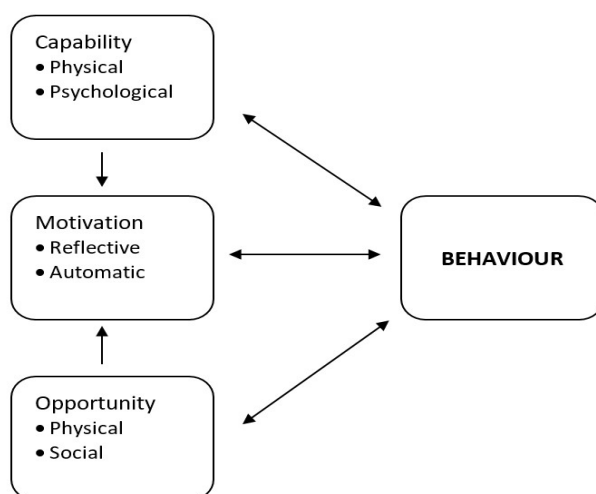 Capability
• Physical
• Psychological
Motivation
• Reflective
• Automatic
BEHAVIOUR
Opportunity
• Physical
• Social